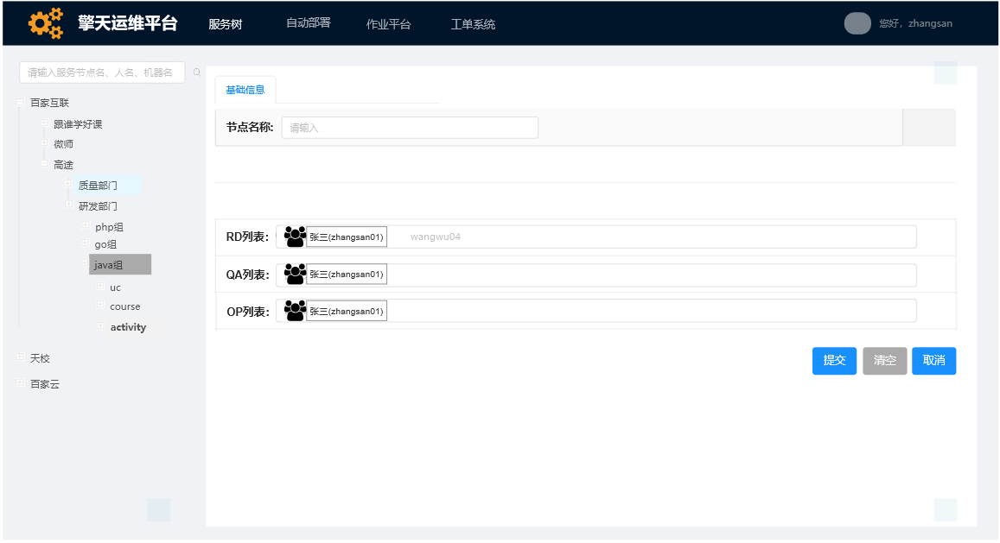 擎天运维平台 服务树 自动部署 作业平台 工单系统 您好，zhangsan
请输入服务节点名、人名、机器名
百家互联
跟谁学好课
微师
高途
质量部门
研发部门
php组
go组
java组
uc
course
activity
天校
百家云
基础信息
节点名称: 请输入
RD列表: 张三(zhangsan01) wangwu04
QA列表: 张三(zhangsan01)
OP列表: 张三(zhangsan01)
提交 清空 取消